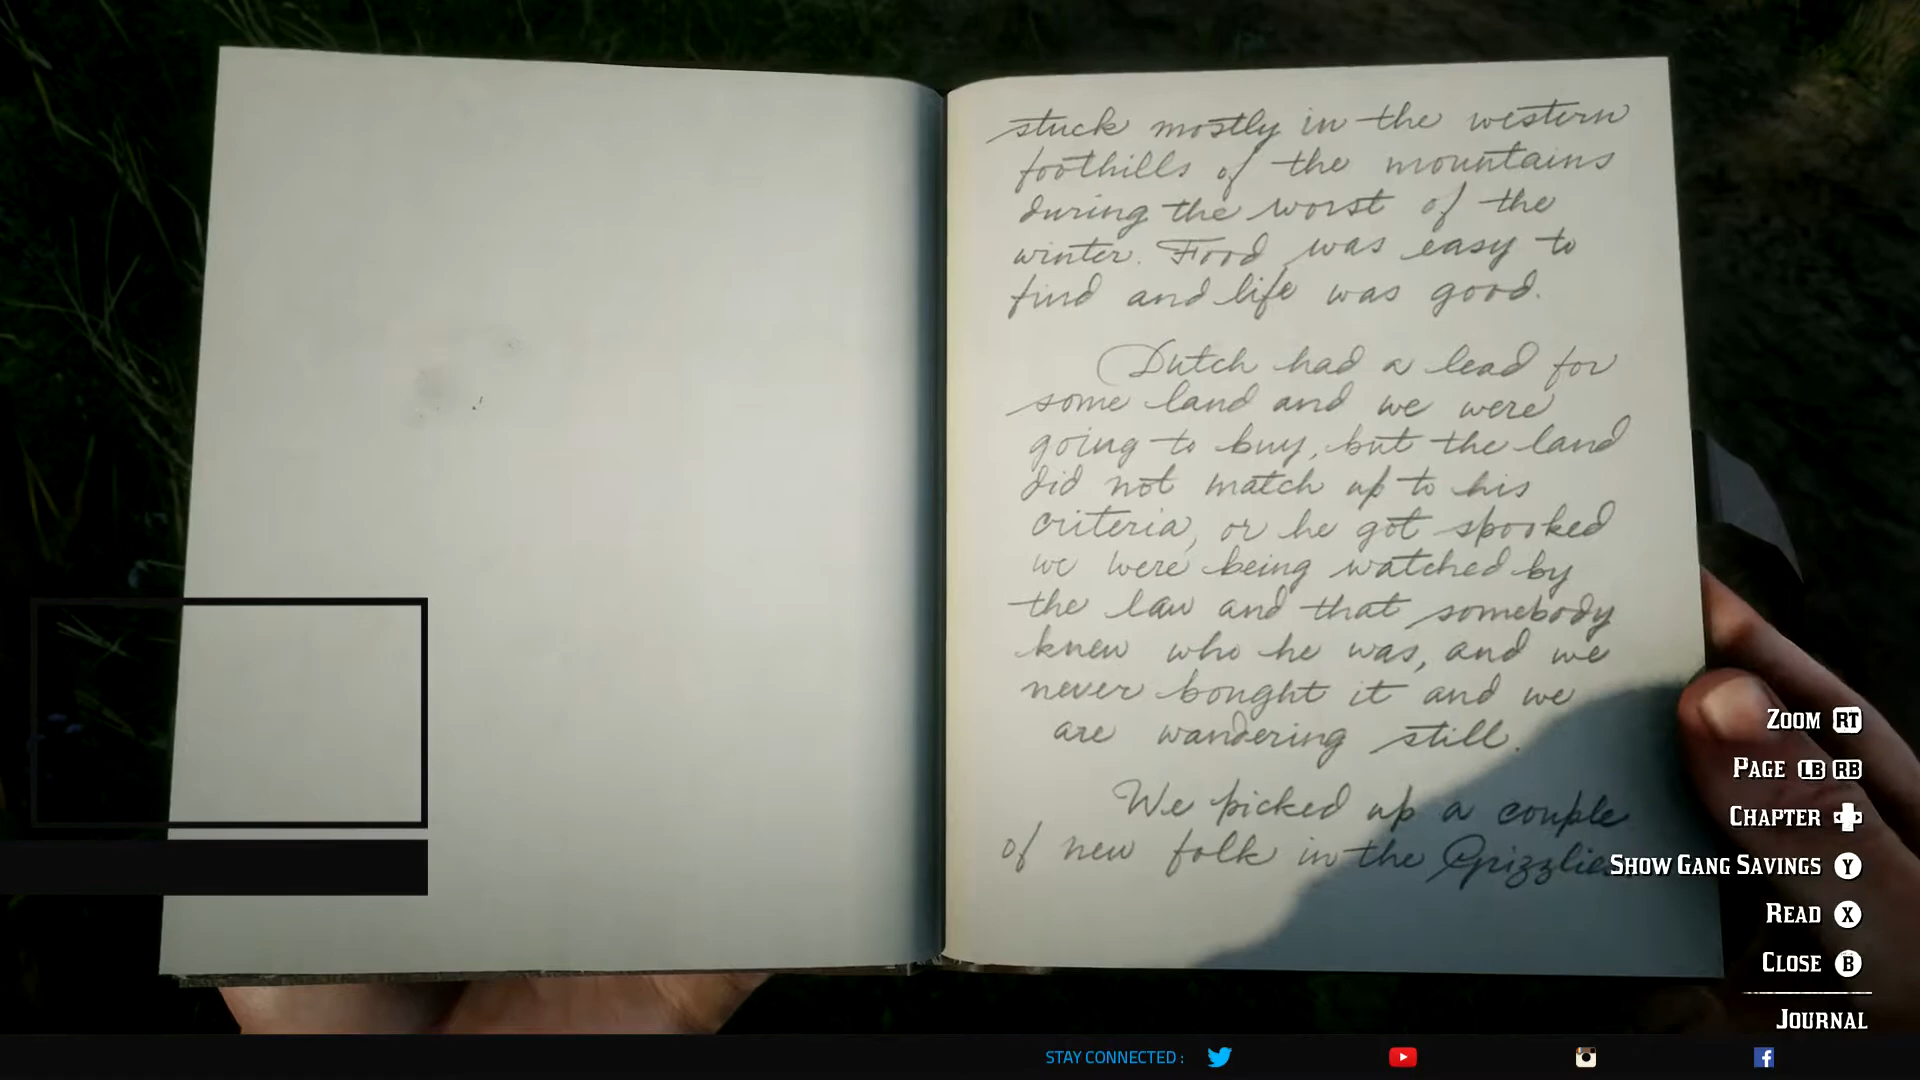 stuck mostly in the western
foothills of the mountains
during the worst of the
winter. Food was easy to
find and life was good.
Dutch had a lead for
some land and we were
going to buy, but the land
did not match up to his
criteria, or he got spooked
we were being watched by
the law and that somebody
knew who he was, and we
never bought it and we
are wandering still.
We picked up a couple
of new folk in the Grizzlies
ZOOM RT
PAGE LB RB
CHAPTER
SHOW GANG SAVINGS Y
READ X
CLOSE B
JOURNAL
STAY CONNECTED :